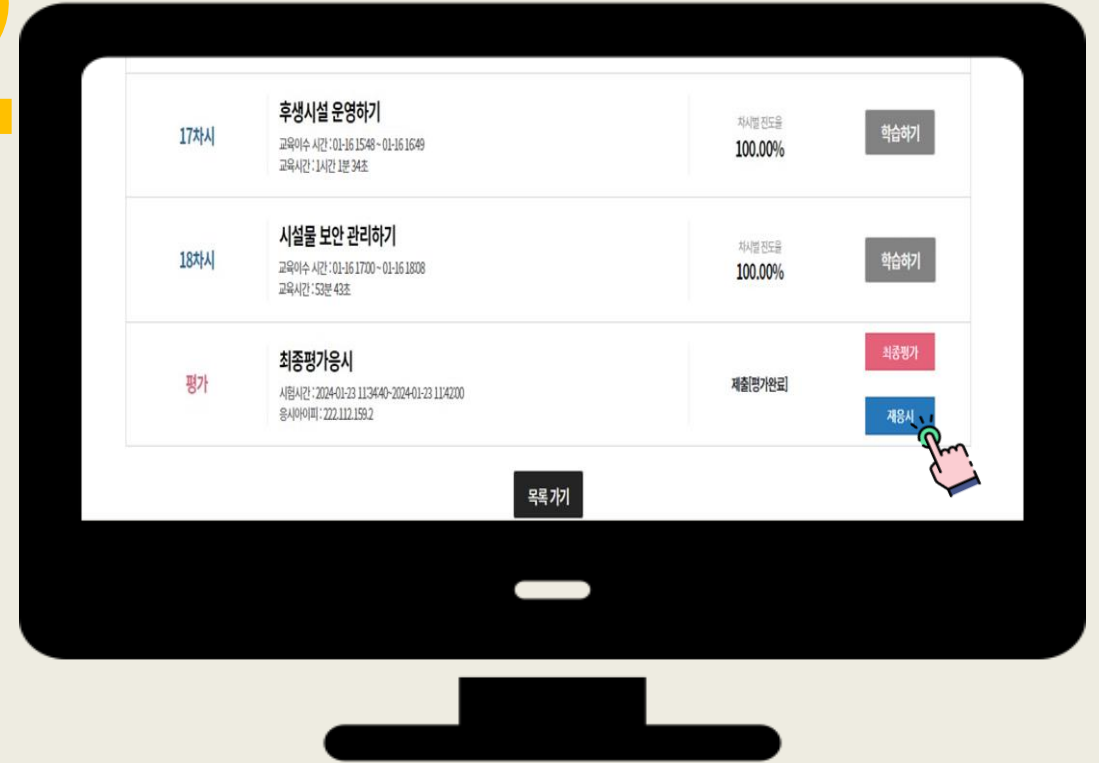 17차시
후생시설 운영하기
교육이수 시간 : 01-16 15:48 ~ 01-16 16:49
교육시간 : 1시간 1분 34초
차시별 진도율
100.00%
학습하기
18차시
시설물 보안 관리하기
교육이수 시간 : 01-16 17:00 ~ 01-16 18:08
교육시간 : 53분 43초
차시별 진도율
100.00%
학습하기
평가
최종평가응시
시험시간 : 2024-01-23 11:34:40~2024-01-23 11:42:00
응시아이피 : 222.112.159.2
제출[평가완료]
최종평가
재응시
목록 가기